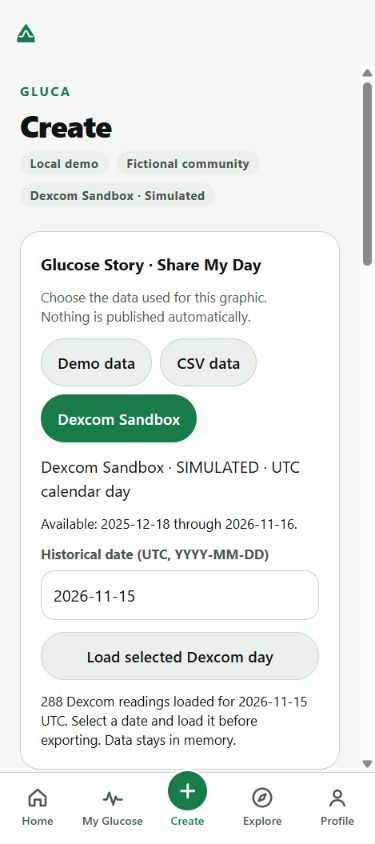 GLUCA
Create
Local demo
Fictional community
Dexcom Sandbox · Simulated
Glucose Story · Share My Day
Choose the data used for this graphic.
Nothing is published automatically.
Demo data
CSV data
Dexcom Sandbox
Dexcom Sandbox · SIMULATED · UTC
calendar day
Available: 2025-12-18 through 2026-11-16.
Historical date (UTC, YYYY-MM-DD)
2026-11-15
Load selected Dexcom day
288 Dexcom readings loaded for 2026-11-15
UTC. Select a date and load it before
exporting. Data stays in memory.
Home
My Glucose
Create
Explore
Profile